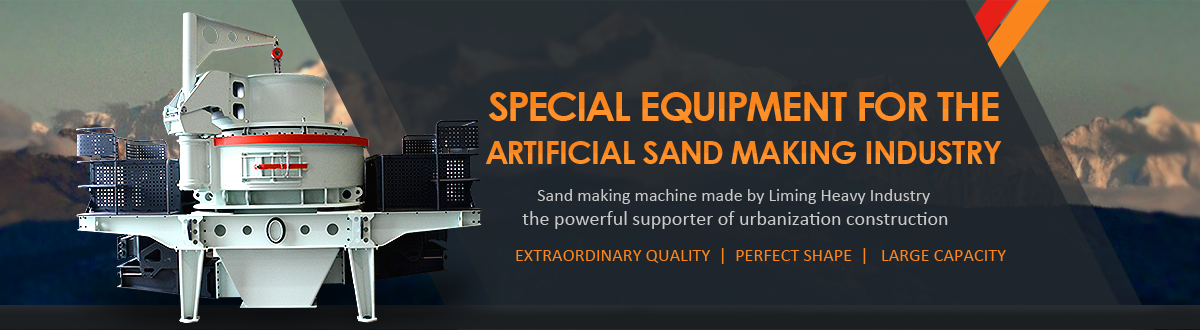 SPECIAL EQUIPMENT FOR THE
ARTIFICIAL SAND MAKING INDUSTRY
Sand making machine made by Liming Heavy Industry
the powerful supporter of urbanization construction
EXTRAORDINARY QUALITY | PERFECT SHAPE | LARGE CAPACITY